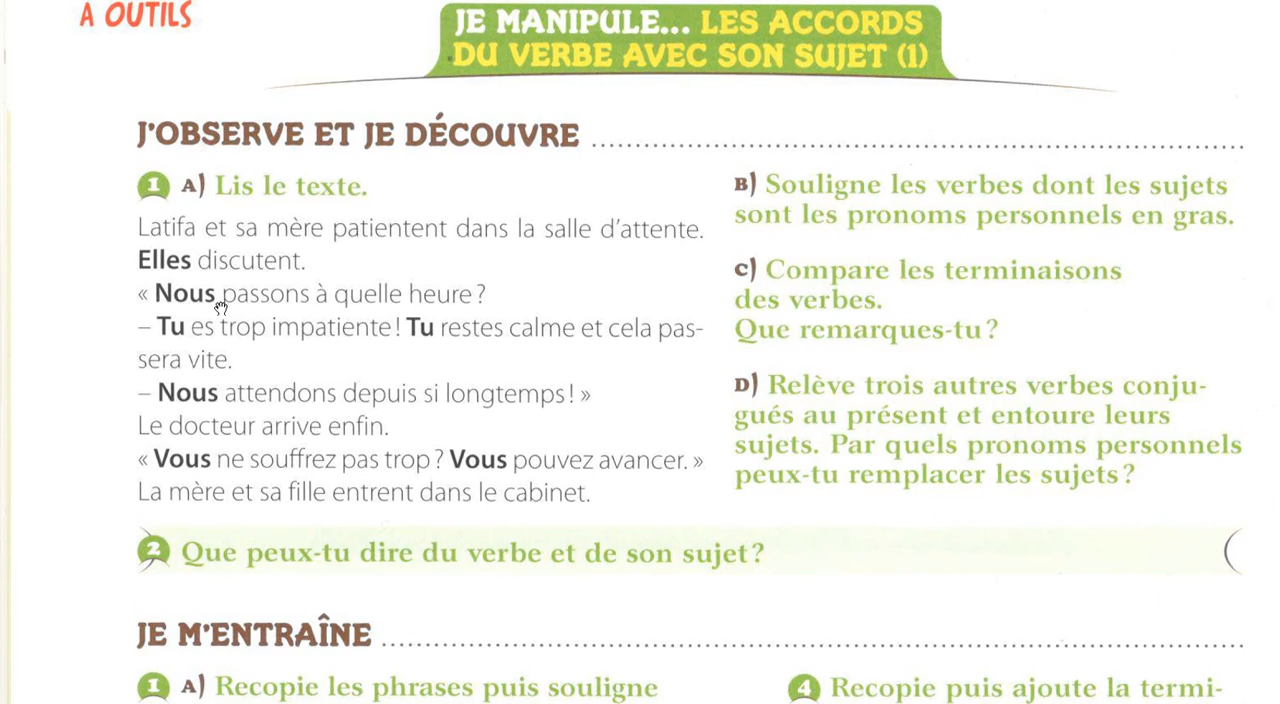 A OUTILS
JE MANIPULE... LES ACCORDS
DU VERBE AVEC SON SUJET (1)
J'OBSERVE ET JE DÉCOUVRE
1 A) Lis le texte.
Latifa et sa mère patientent dans la salle d'attente.
Elles discutent.
« Nous passons à quelle heure ?
– Tu es trop impatiente ! Tu restes calme et cela pas-
sera vite.
– Nous attendons depuis si longtemps ! »
Le docteur arrive enfin.
« Vous ne souffrez pas trop ? Vous pouvez avancer. »
La mère et sa fille entrent dans le cabinet.
B) Souligne les verbes dont les sujets
sont les pronoms personnels en gras.
C) Compare les terminaisons
des verbes.
Que remarques-tu ?
D) Relève trois autres verbes conju-
gués au présent et entoure leurs
sujets. Par quels pronoms personnels
peux-tu remplacer les sujets ?
2 Que peux-tu dire du verbe et de son sujet ?
JE M'ENTRAÎNE
1 A) Recopie les phrases puis souligne
4 Recopie puis ajoute la termi-